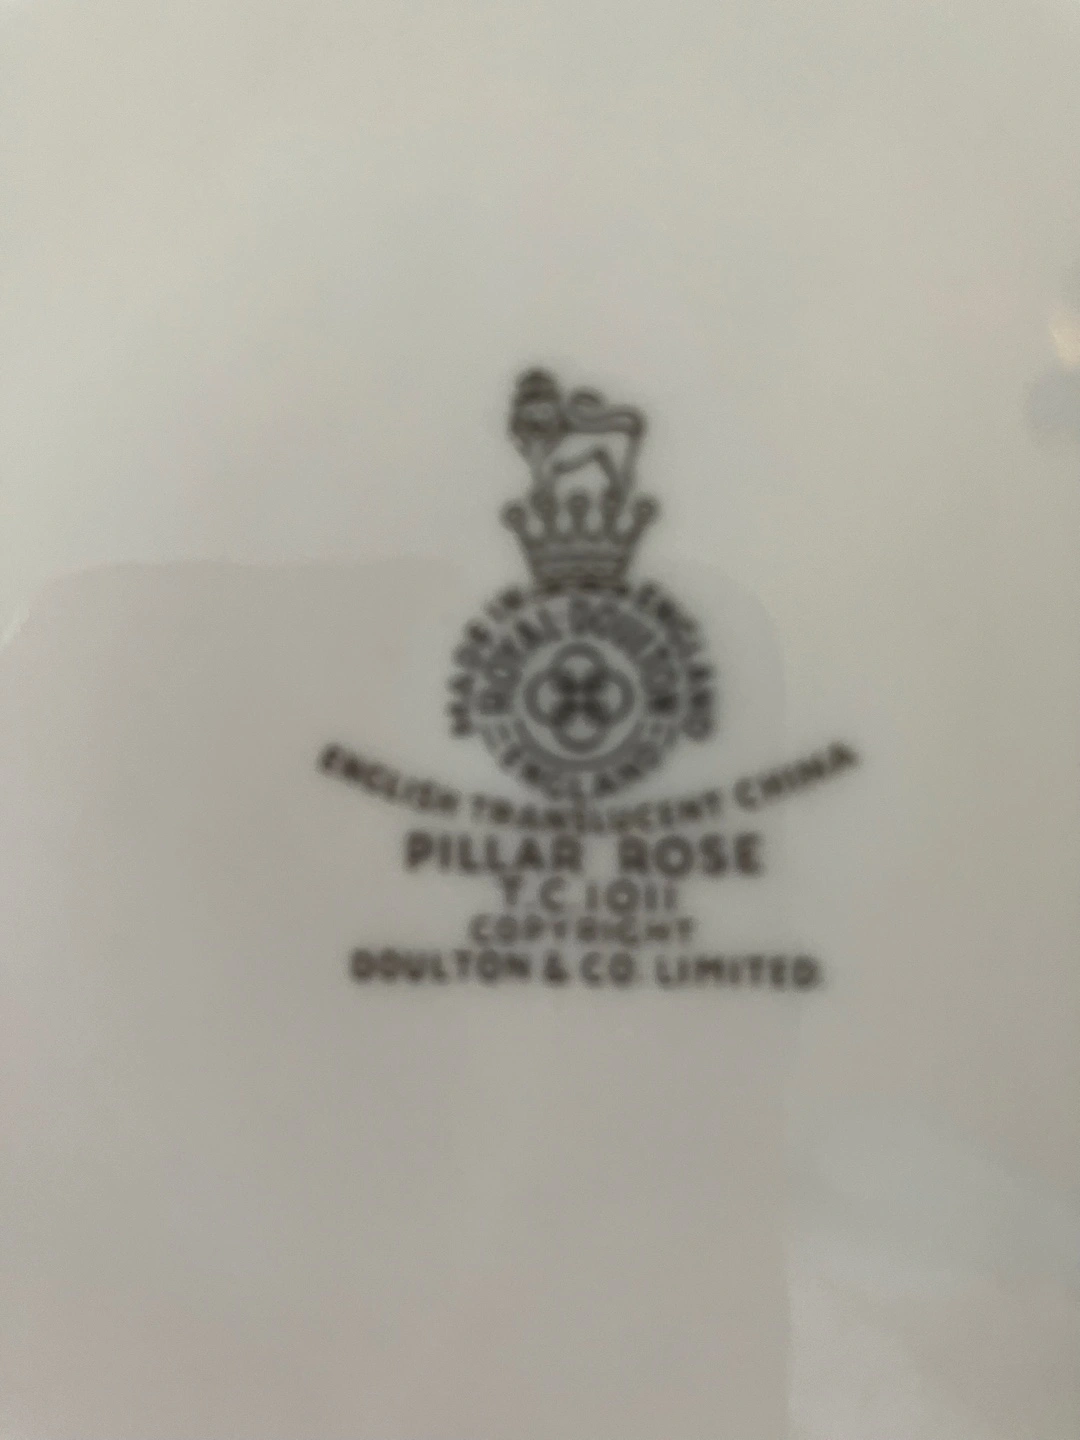 MADE IN ENGLAND
ROYAL DOULTON
ENGLAND
ENGLISH TRANSLUCENT CHINA
PILLAR ROSE
T.C.1011
COPYRIGHT
DOULTON & CO. LIMITED.